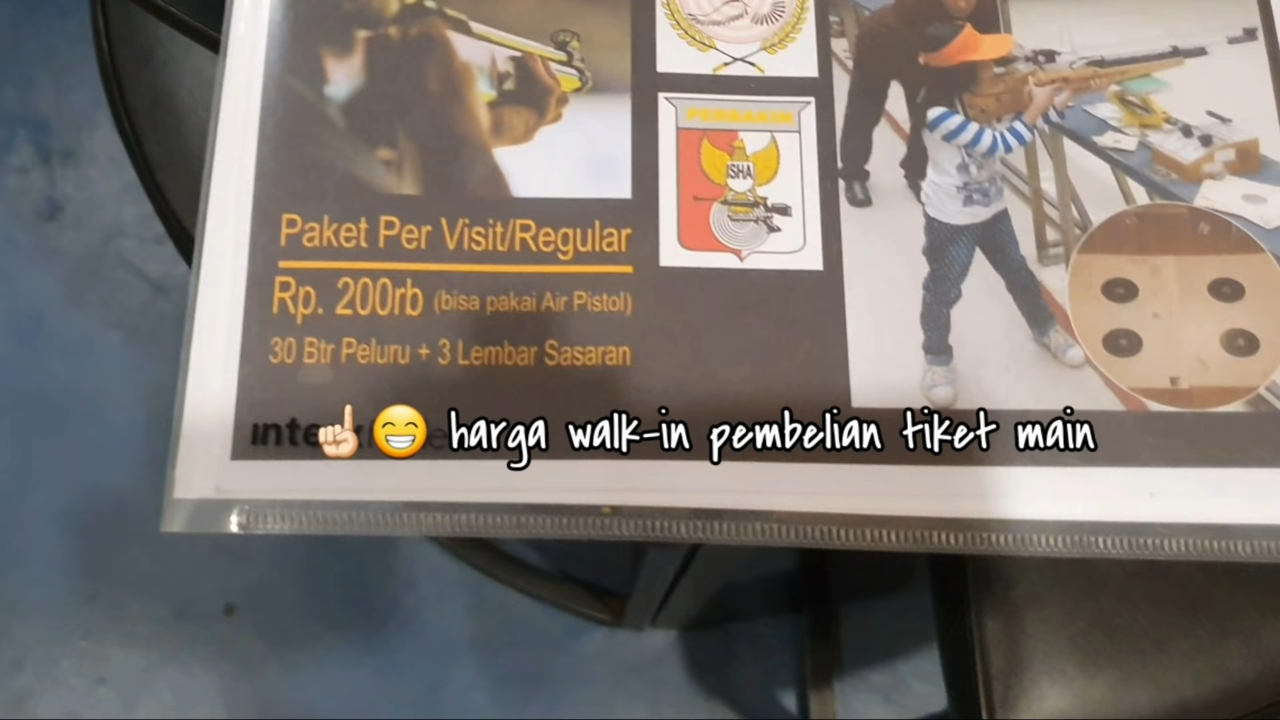 PERBAKIN
ISHA
Paket Per Visit/Regular
Rp. 200rb (bisa pakai Air Pistol)
30 Btr Peluru + 3 Lembar Sasaran
☝🏻😁 harga walk-in pembelian tiket main